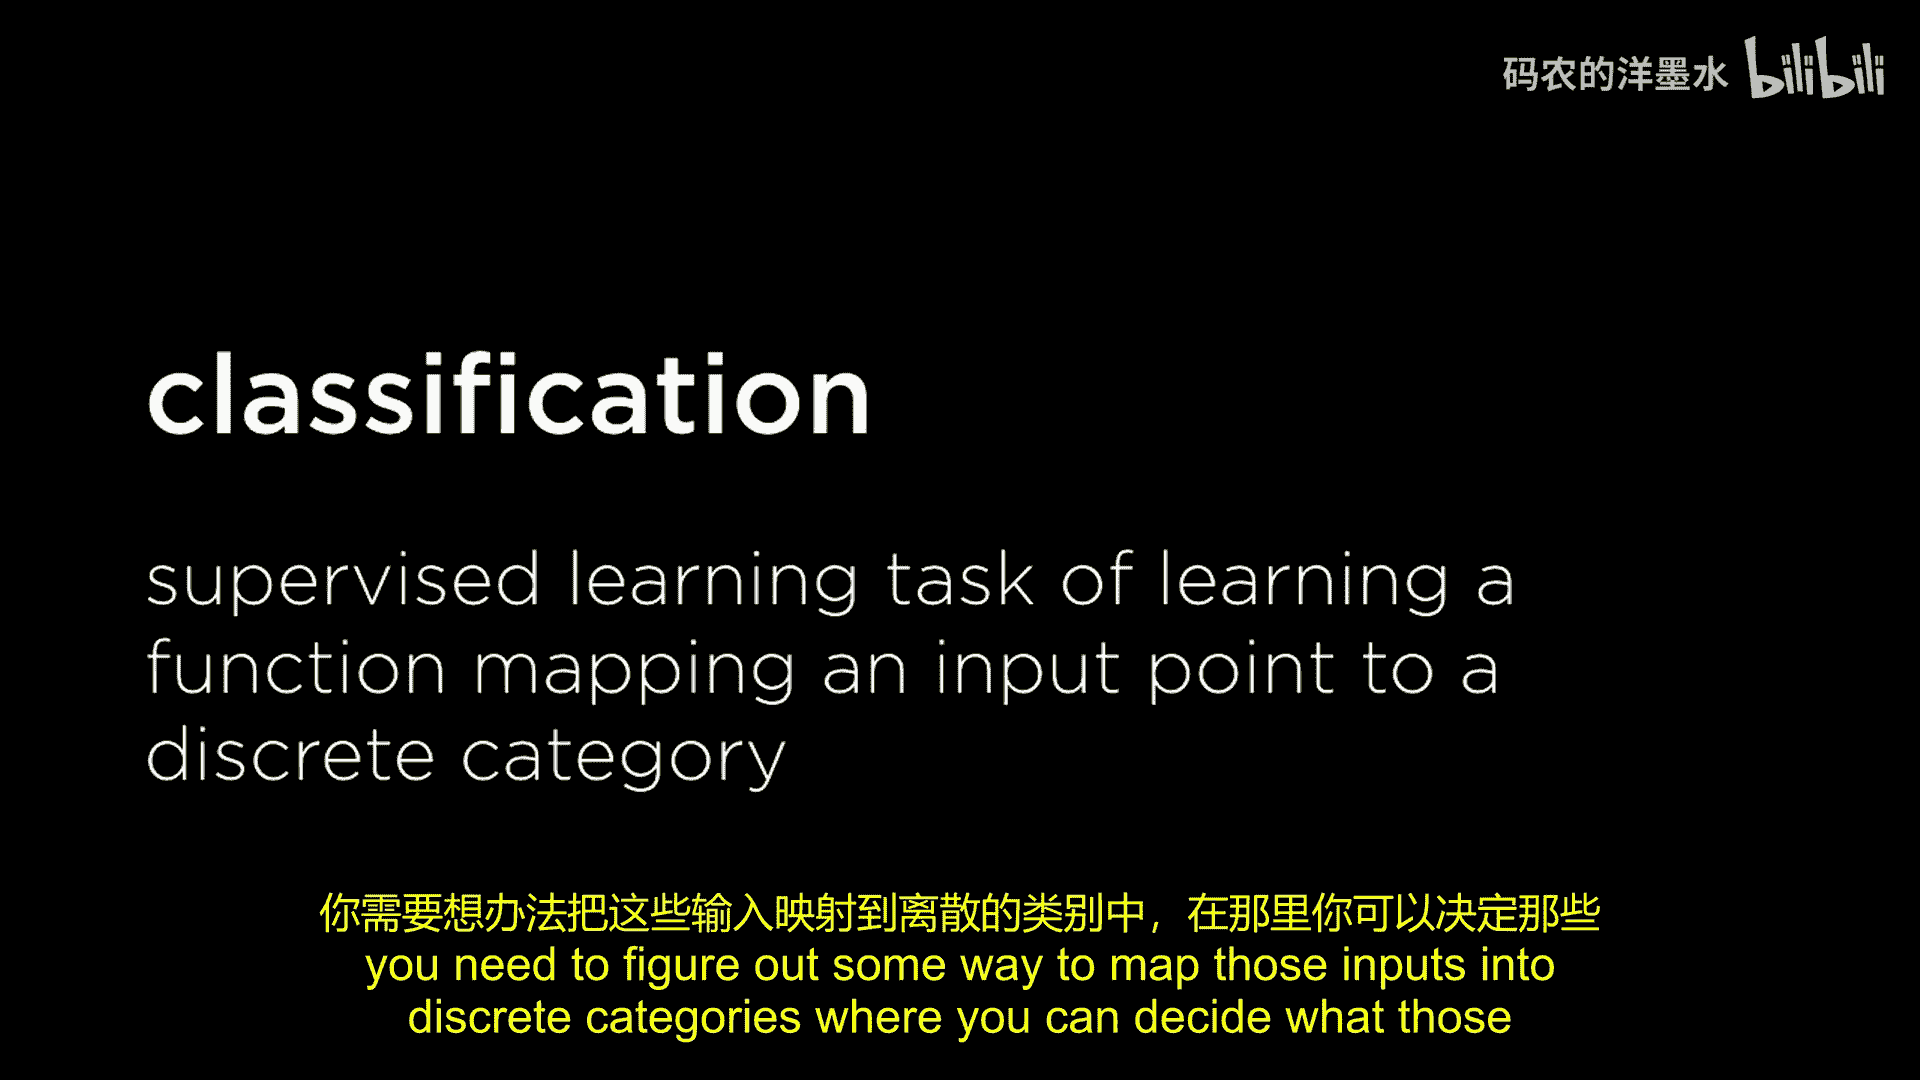 码农的洋墨水 bilibili
classification
supervised learning task of learning a
function mapping an input point to a
discrete category
你需要想办法把这些输入映射到离散的类别中，在那里你可以决定那些
you need to figure out some way to map those inputs into
discrete categories where you can decide what those